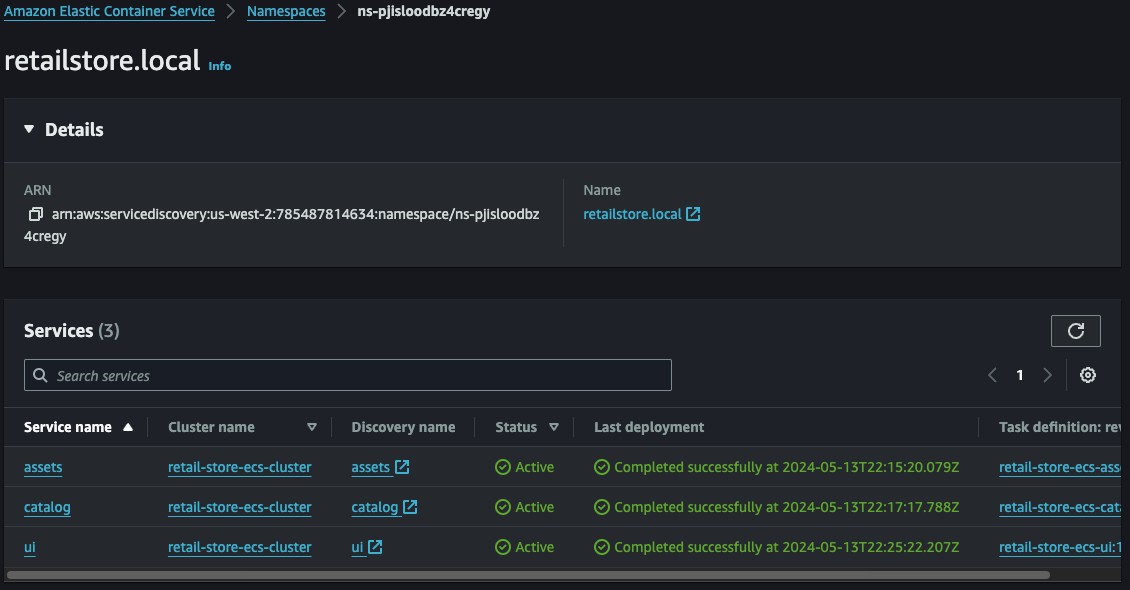 Amazon Elastic Container Service > Namespaces > ns-pjisloodbz4cregy
retailstore.local Info
Details
ARN
arn:aws:servicediscovery:us-west-2:785487814634:namespace/ns-pjisloodbz
4cregy
Name
retailstore.local
Services (3)
Search services
1
Service name Cluster name Discovery name Status Last deployment Task definition: rev
assets retail-store-ecs-cluster assets Active Completed successfully at 2024-05-13T22:15:20.079Z retail-store-ecs-ass
catalog retail-store-ecs-cluster catalog Active Completed successfully at 2024-05-13T22:17:17.788Z retail-store-ecs-cat
ui retail-store-ecs-cluster ui Active Completed successfully at 2024-05-13T22:25:22.207Z retail-store-ecs-ui:1